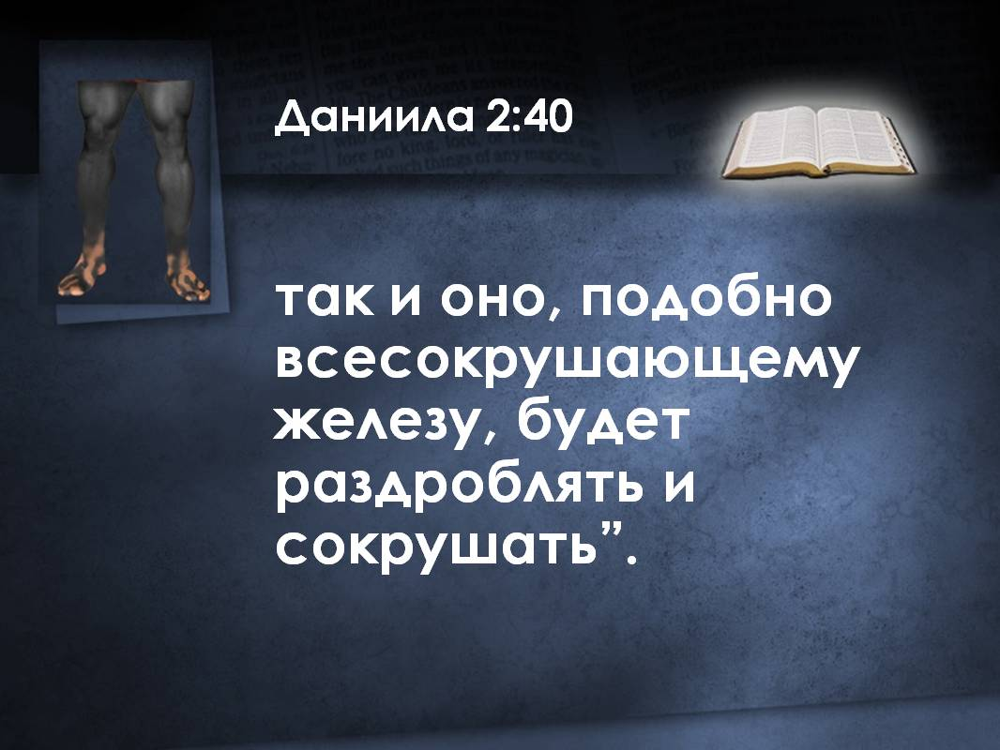 Даниила 2:40
так и оно, подобно
всесокрушающему
железу, будет
раздроблять и
сокрушать”.